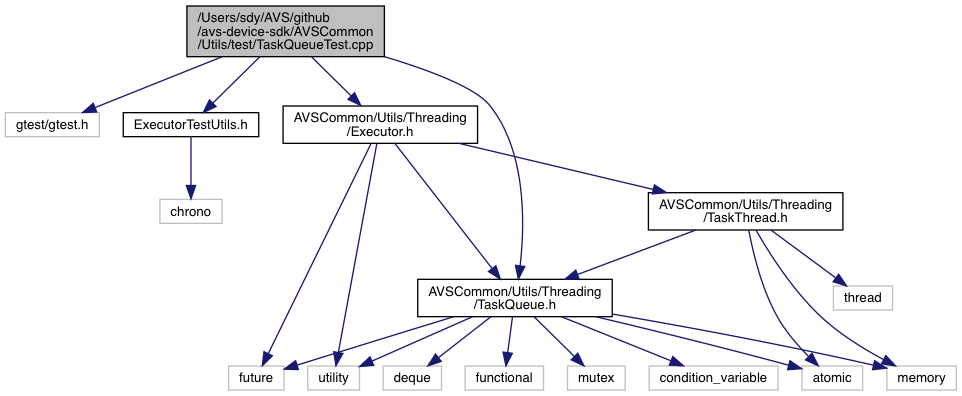 /Users/sdy/AVS/github
/avs-device-sdk/AVSCommon
/Utils/test/TaskQueueTest.cpp
gtest/gtest.h
ExecutorTestUtils.h
AVSCommon/Utils/Threading
/Executor.h
chrono
AVSCommon/Utils/Threading
/TaskThread.h
AVSCommon/Utils/Threading
/TaskQueue.h
thread
future
utility
deque
functional
mutex
condition_variable
atomic
memory